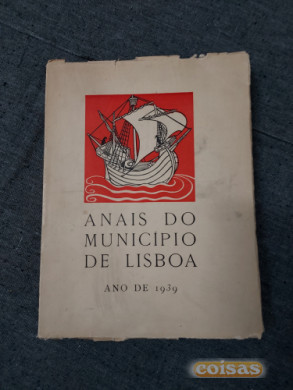 ANAIS DO
MUNICÍPIO
DE LISBOA
ANO DE 1939
coisas